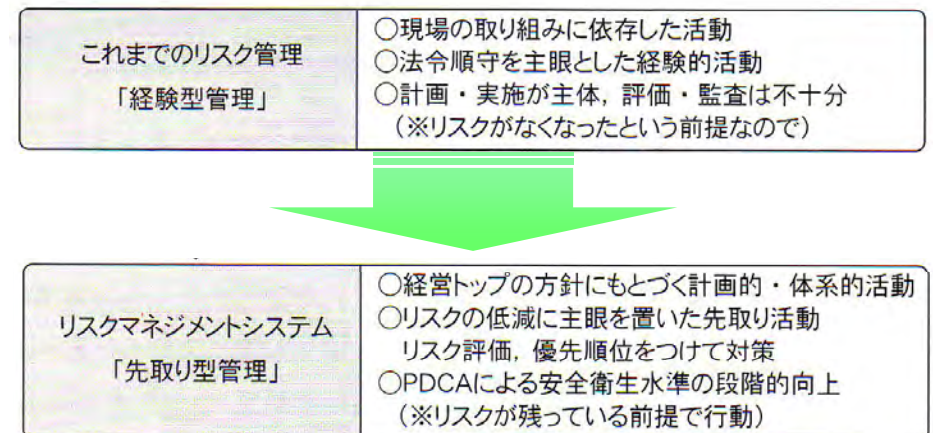 これまでのリスク管理
「経験型管理」
○現場の取り組みに依存した活動
○法令順守を主眼とした経験的活動
○計画・実施が主体，評価・監査は不十分
（※リスクがなくなったという前提なので）
リスクマネジメントシステム
「先取り型管理」
○経営トップの方針にもとづく計画的・体系的活動
○リスクの低減に主眼を置いた先取り活動
リスク評価，優先順位をつけて対策
○PDCAによる安全衛生水準の段階的向上
（※リスクが残っている前提で行動）